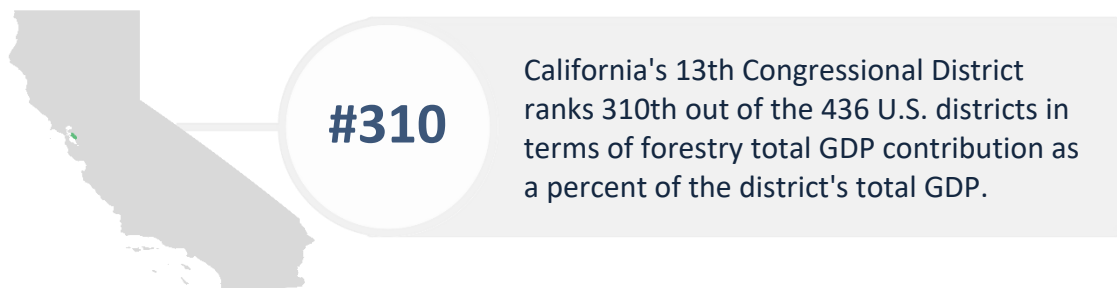 #310
California's 13th Congressional District
ranks 310th out of the 436 U.S. districts in
terms of forestry total GDP contribution as
a percent of the district's total GDP.